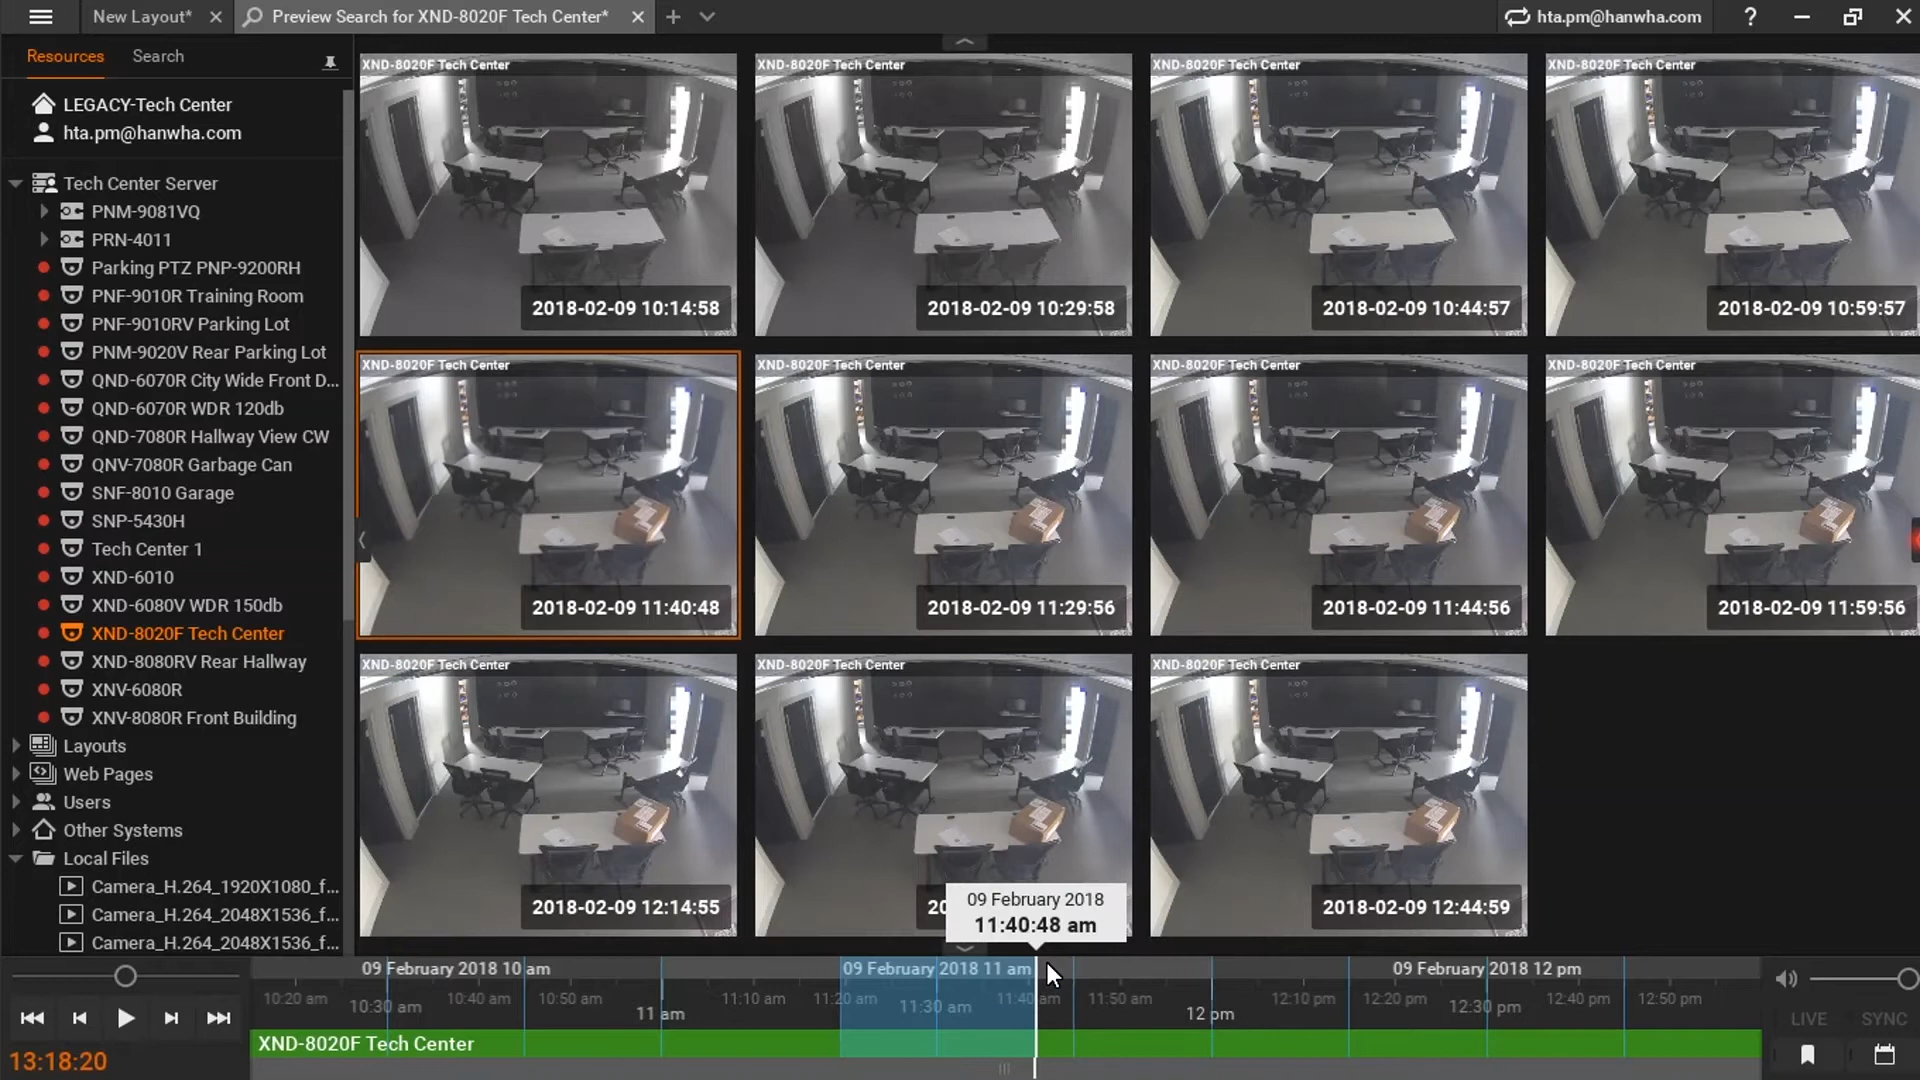 New Layout*
Preview Search for XND-8020F Tech Center*
hta.pm@hanwha.com
?
Resources
Search
LEGACY-Tech Center
hta.pm@hanwha.com
Tech Center Server
PNM-9081VQ
PRN-4011
Parking PTZ PNP-9200RH
PNF-9010R Training Room
PNF-9010RV Parking Lot
PNM-9020V Rear Parking Lot
QND-6070R City Wide Front D...
QND-6070R WDR 120db
QND-7080R Hallway View CW
QNV-7080R Garbage Can
SNF-8010 Garage
SNP-5430H
Tech Center 1
XND-6010
XND-6080V WDR 150db
XND-8020F Tech Center
XND-8080RV Rear Hallway
XNV-6080R
XNV-8080R Front Building
Layouts
Web Pages
Users
Other Systems
Local Files
Camera_H.264_1920X1080_f...
Camera_H.264_2048X1536_f...
Camera_H.264_2048X1536_f...
XND-8020F Tech Center
2018-02-09 10:14:58
XND-8020F Tech Center
2018-02-09 10:29:58
XND-8020F Tech Center
2018-02-09 10:44:57
XND-8020F Tech Center
2018-02-09 10:59:57
XND-8020F Tech Center
2018-02-09 11:40:48
XND-8020F Tech Center
2018-02-09 11:29:56
XND-8020F Tech Center
2018-02-09 11:44:56
XND-8020F Tech Center
2018-02-09 11:59:56
XND-8020F Tech Center
2018-02-09 12:14:55
XND-8020F Tech Center
20
XND-8020F Tech Center
2018-02-09 12:44:59
09 February 2018
11:40:48 am
09 February 2018 10 am
09 February 2018 11 am
09 February 2018 12 pm
10:20 am
10:30 am
10:40 am
10:50 am
11 am
11:10 am
11:20 am
11:30 am
11:40 am
11:50 am
12 pm
12:10 pm
12:20 pm
12:30 pm
12:40 pm
12:50 pm
XND-8020F Tech Center
13:18:20
LIVE
SYNC